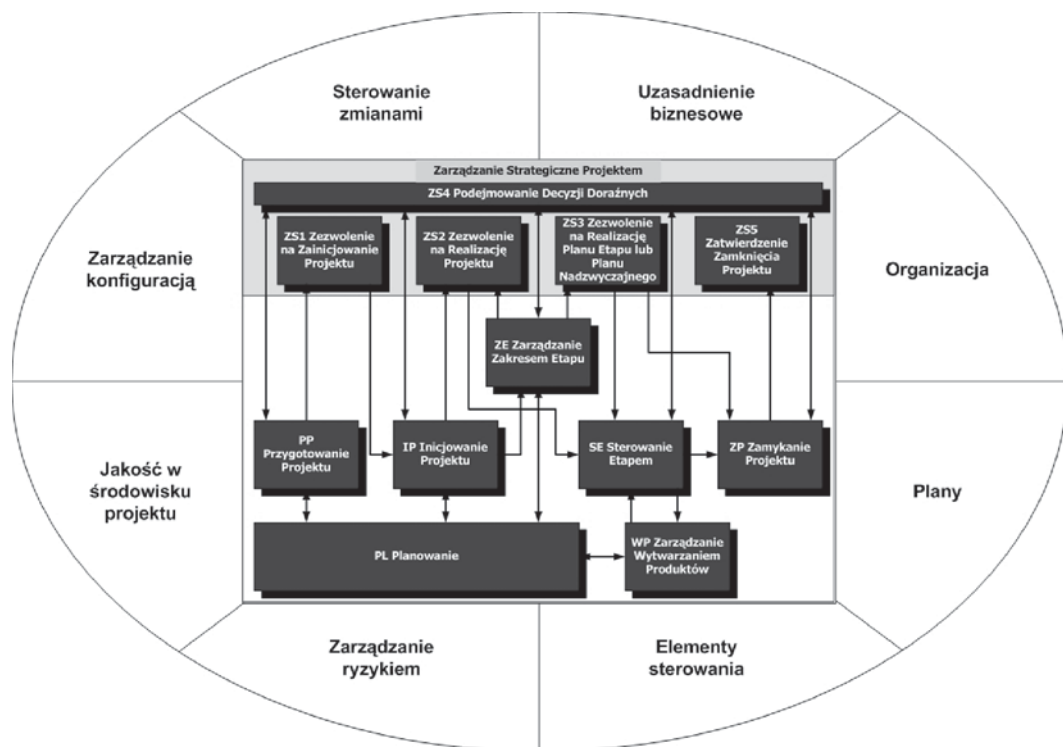 Sterowanie
zmianami
Uzasadnienie
biznesowe
Zarządzanie
konfiguracją
Organizacja
Zarządzanie Strategiczne Projektem
ZS4 Podejmowanie Decyzji Doraźnych
ZS1 Zezwolenie
na Zainicjowanie
Projektu
ZS2 Zezwolenie
na Realizację
Projektu
ZS3 Zezwolenie
na Realizację
Planu Etapu lub
Planu
Nadzwyczajnego
ZS5
Zatwierdzenie
Zamknięcia
Projektu
ZE Zarządzanie
Zakresem Etapu
PP
Przygotowanie
Projektu
IP Inicjowanie
Projektu
SE Sterowanie
Etapem
ZP Zamykanie
Projektu
PL Planowanie
WP Zarządzanie
Wytwarzaniem
Produktów
Jakość w
środowisku
projektu
Plany
Zarządzanie
ryzykiem
Elementy
sterowania